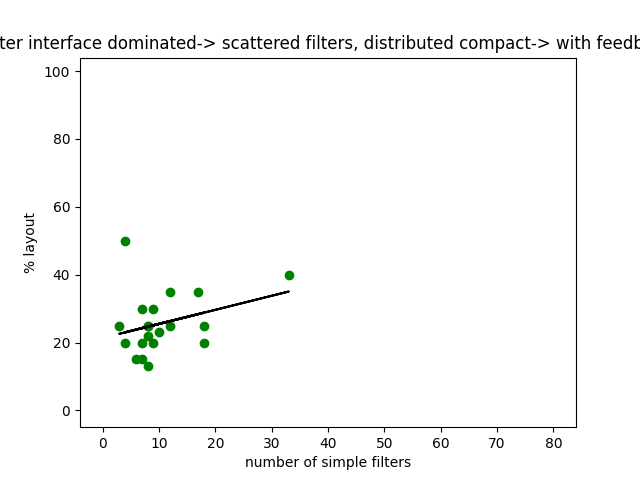 ter interface dominated-> scattered filters, distributed compact-> with feedb
100
80
60
40
20
0
% layout
0 10 20 30 40 50 60 70 80
number of simple filters